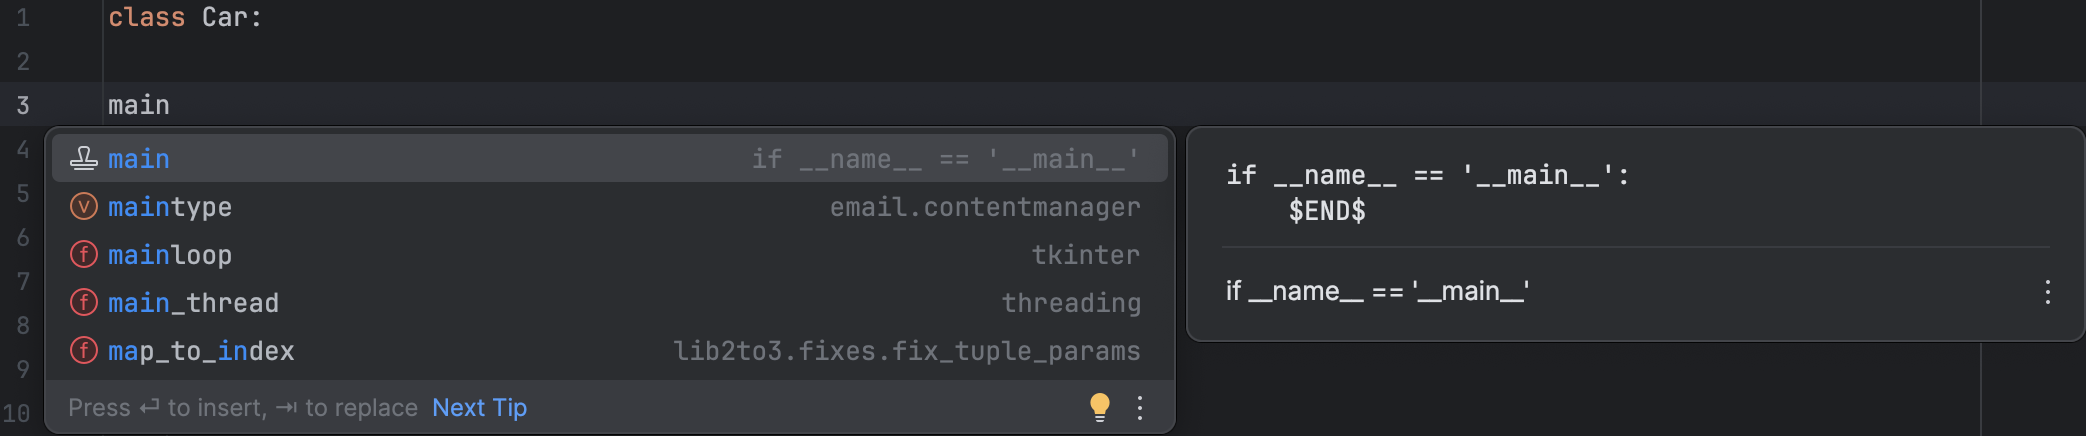 1 class Car:
2
3 main
4 main if __name__ == '__main__'
5 maintype email.contentmanager
6 mainloop tkinter
7 main_thread threading
8 map_to_index lib2to3.fixes.fix_tuple_params
9
10 Press ↵ to insert, ⇥ to replace Next Tip
if __name__ == '__main__':
$END$
if __name__ == '__main__'